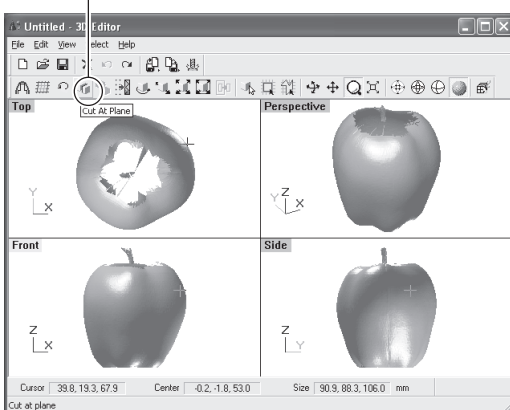 Untitled - 3D Editor
File Edit View Select Help
Cut At Plane
Top
Perspective
Y
X
Z
Y
X
Front
Side
Z
X
Z
Y
Cursor 39.8, 19.3, 67.9 Center -0.2, -1.8, 53.0 Size 90.9, 88.3, 106.0 mm
Cut at plane